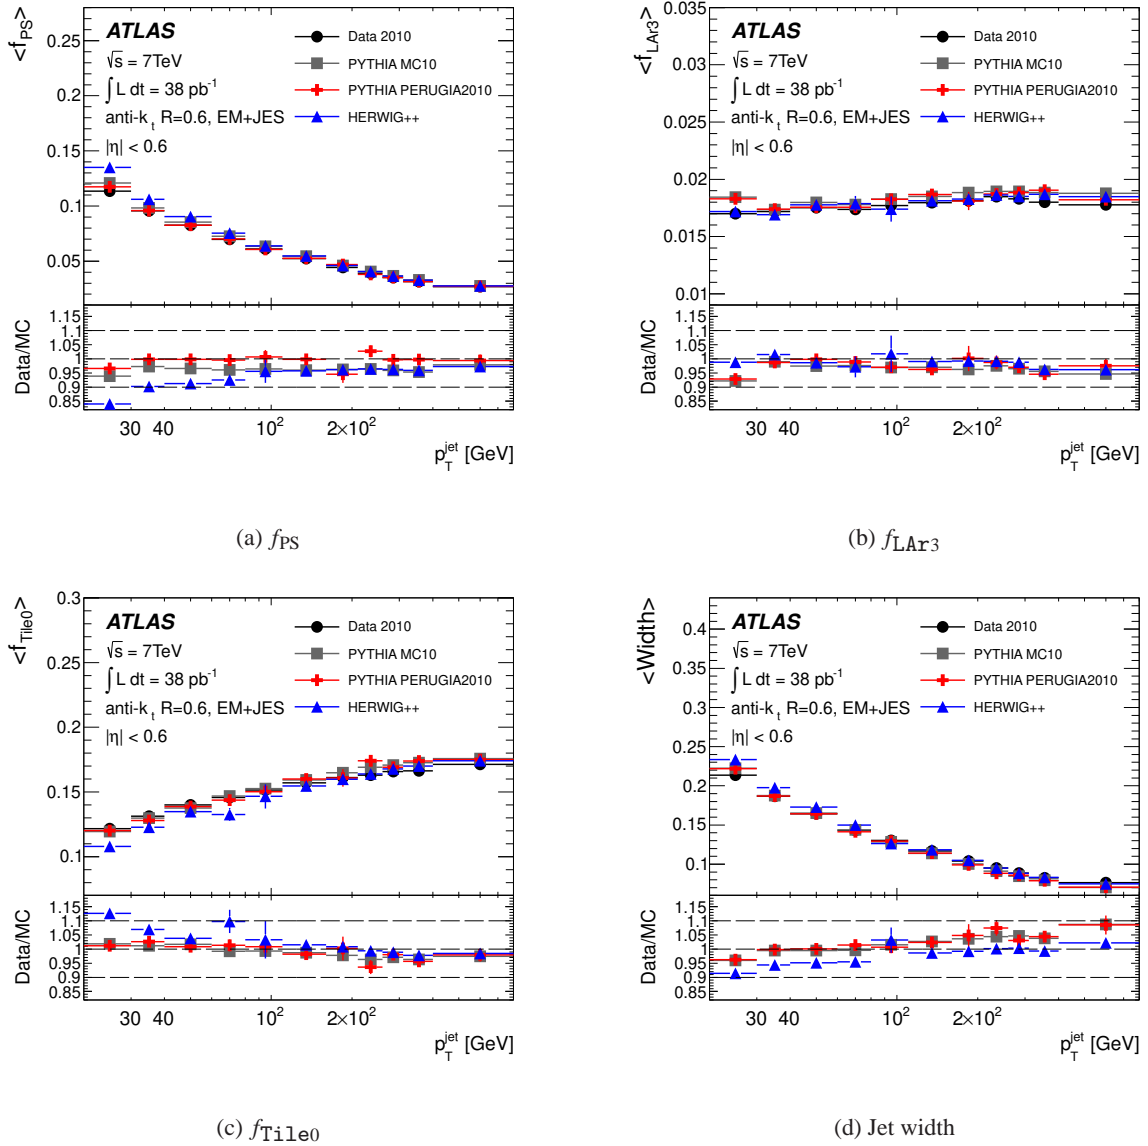 <f_PS>
0.25
0.2
0.15
0.1
0.05
ATLAS
√s = 7TeV
∫L dt = 38 pb⁻¹
anti-k_t R=0.6, EM+JES
|η| < 0.6
Data 2010
PYTHIA MC10
PYTHIA PERUGIA2010
HERWIG++
Data/MC
1.15
1.1
1.05
1
0.95
0.9
0.85
30 40 10² 2×10²
p_T^jet [GeV]
(a) f_PS
<f_LAr3>
0.035
0.03
0.025
0.02
0.015
0.01
ATLAS
√s = 7TeV
∫L dt = 38 pb⁻¹
anti-k_t R=0.6, EM+JES
|η| < 0.6
Data 2010
PYTHIA MC10
PYTHIA PERUGIA2010
HERWIG++
Data/MC
1.15
1.1
1.05
1
0.95
0.9
0.85
30 40 10² 2×10²
p_T^jet [GeV]
(b) f_LAr3
<f_Tile0>
0.3
0.25
0.2
0.15
0.1
ATLAS
√s = 7TeV
∫L dt = 38 pb⁻¹
anti-k_t R=0.6, EM+JES
|η| < 0.6
Data 2010
PYTHIA MC10
PYTHIA PERUGIA2010
HERWIG++
Data/MC
1.15
1.1
1.05
1
0.95
0.9
0.85
30 40 10² 2×10²
p_T^jet [GeV]
(c) f_Tile0
<Width>
0.4
0.35
0.3
0.25
0.2
0.15
0.1
ATLAS
√s = 7TeV
∫L dt = 38 pb⁻¹
anti-k_t R=0.6, EM+JES
|η| < 0.6
Data 2010
PYTHIA MC10
PYTHIA PERUGIA2010
HERWIG++
Data/MC
1.15
1.1
1.05
1
0.95
0.9
0.85
30 40 10² 2×10²
p_T^jet [GeV]
(d) Jet width